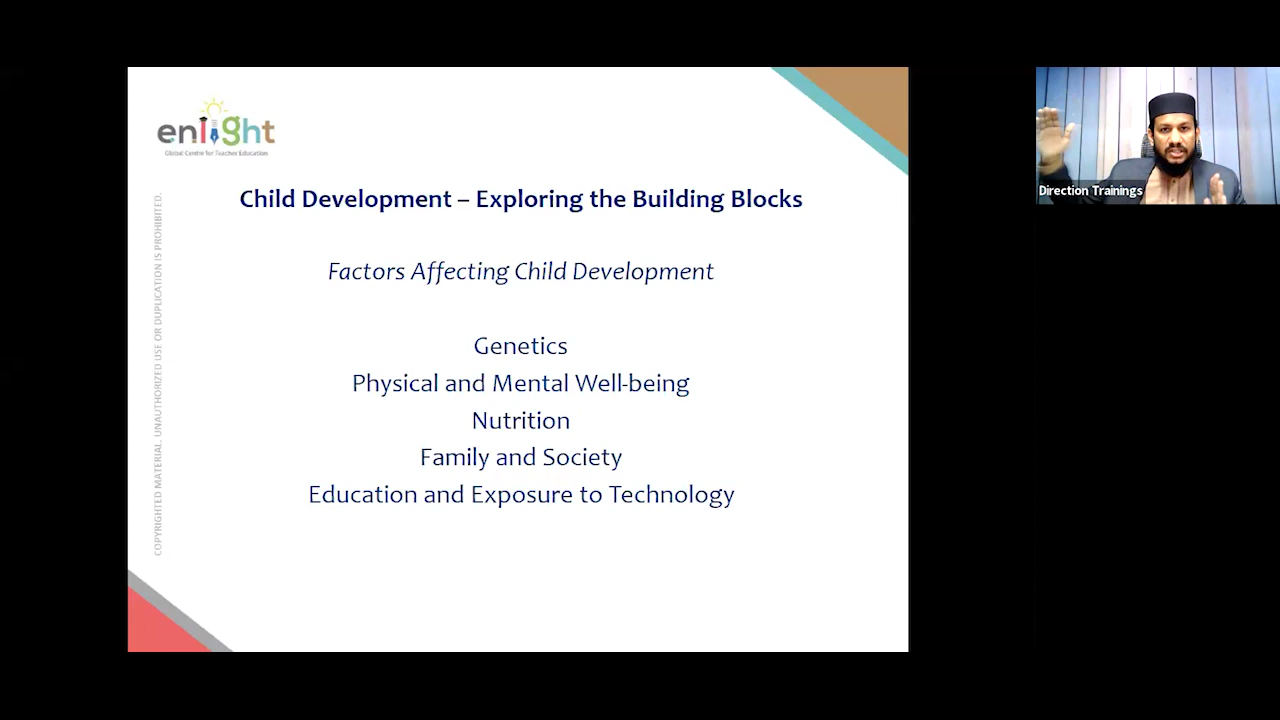 enlight
Global Centre for Teacher Education
COPYRIGHTED MATERIAL. UNAUTHORIZED USE OR DUPLICATION IS PROHIBITED.
Child Development – Exploring the Building Blocks
Factors Affecting Child Development
Genetics
Physical and Mental Well-being
Nutrition
Family and Society
Education and Exposure to Technology
Direction Trainings